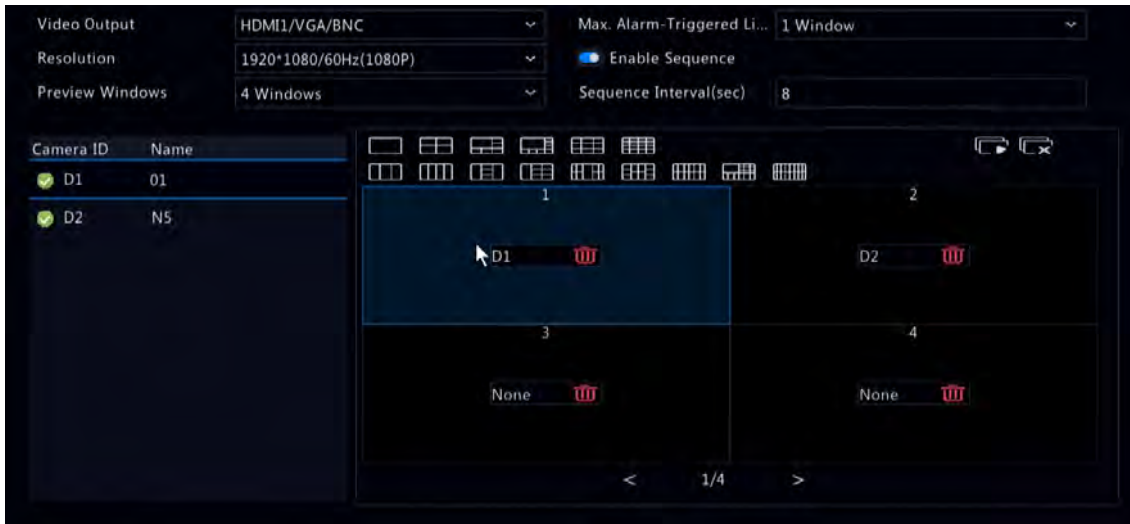 Video Output HDMI1/VGA/BNC Max. Alarm-Triggered Li... 1 Window
Resolution 1920*1080/60Hz(1080P) Enable Sequence
Preview Windows 4 Windows Sequence Interval(sec) 8
Camera ID Name
D1 01
D2 N5
1 2
D1 D2
3 4
None None
< 1/4 >